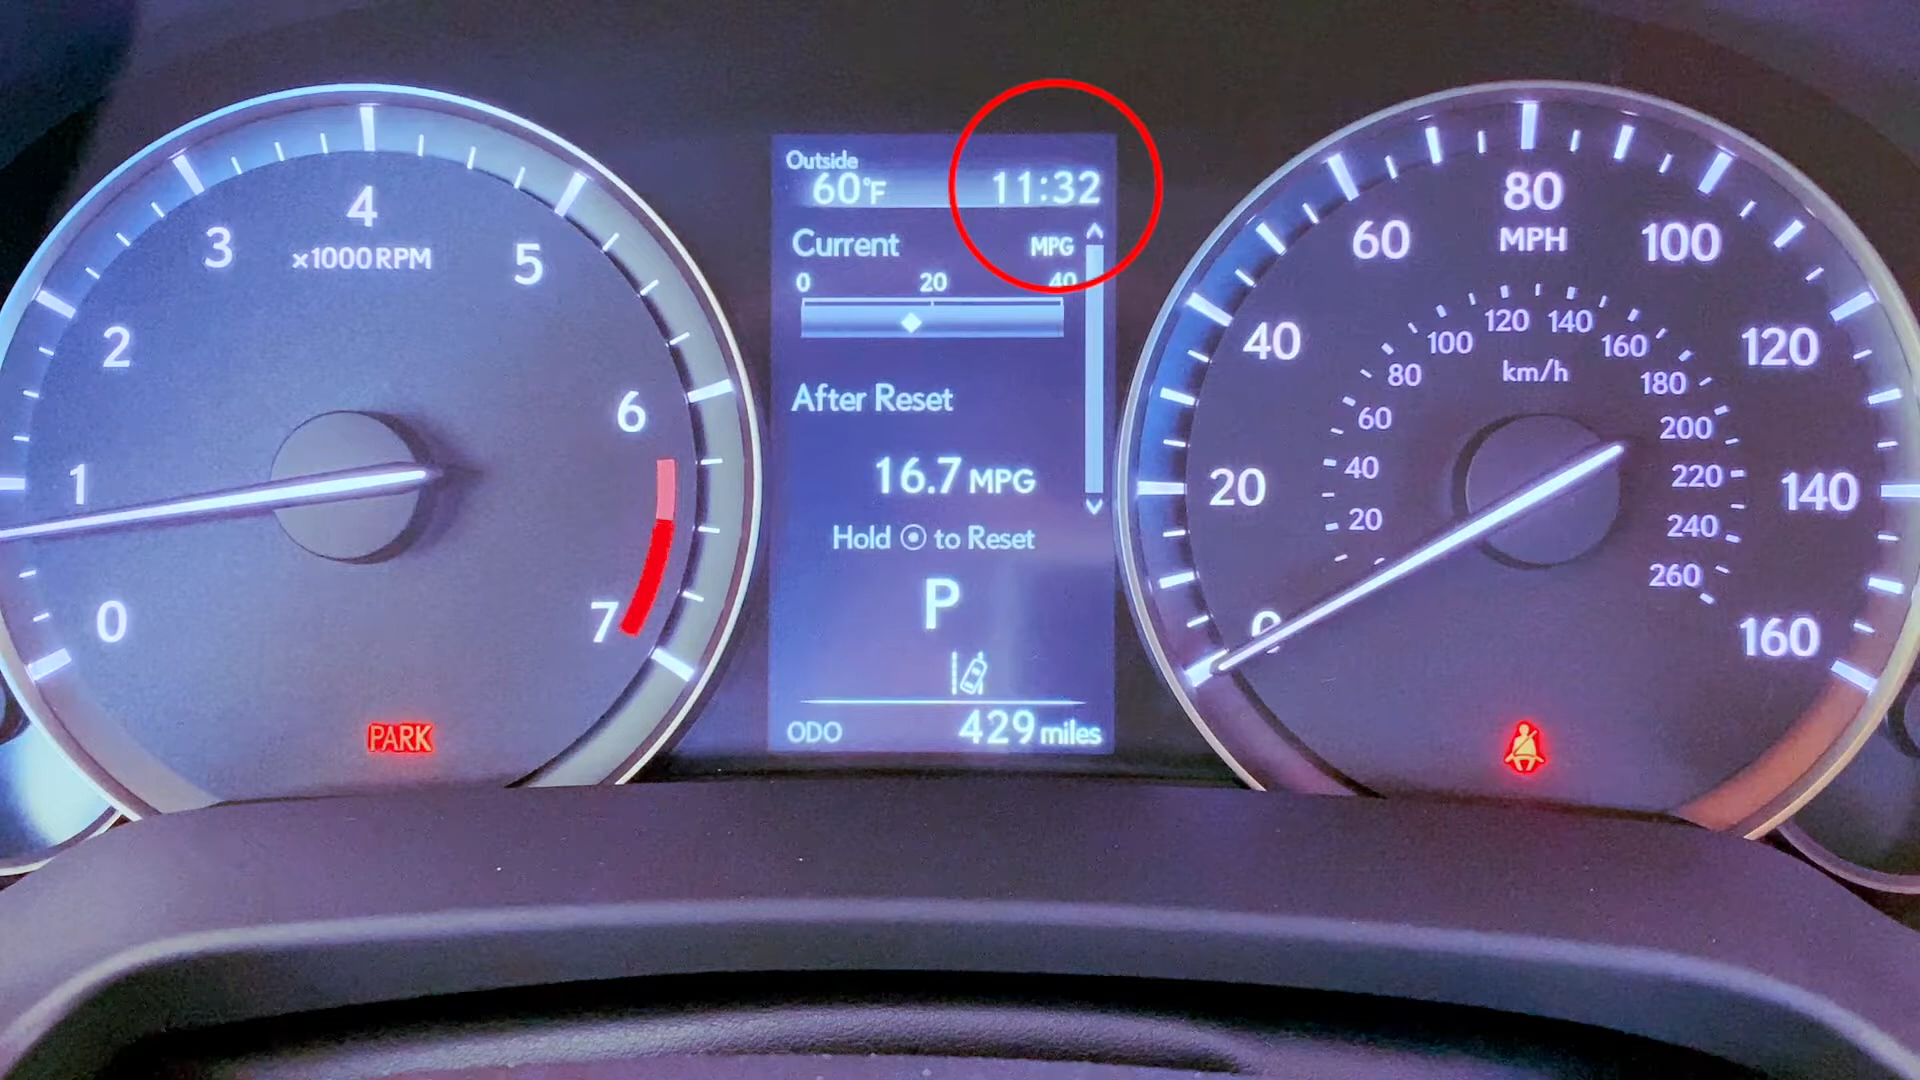 0
1
2
3
4
5
6
7
×1000RPM
PARK
Outside
60°F 11:32
Current MPG
0 20 40
After Reset
16.7 MPG
Hold to Reset
P
ODO 429 miles
0
20
40
60
80
100
120
140
160
MPH
20
40
60
80
100
120
140
160
180
200
220
240
260
km/h